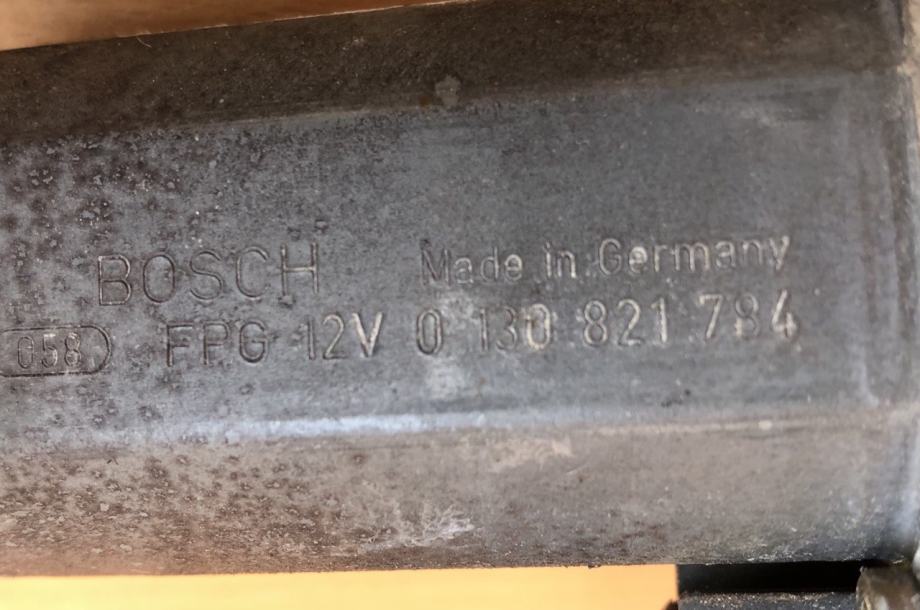 BOSCH Made in Germany
058 FPG 12V 0 130 821 784